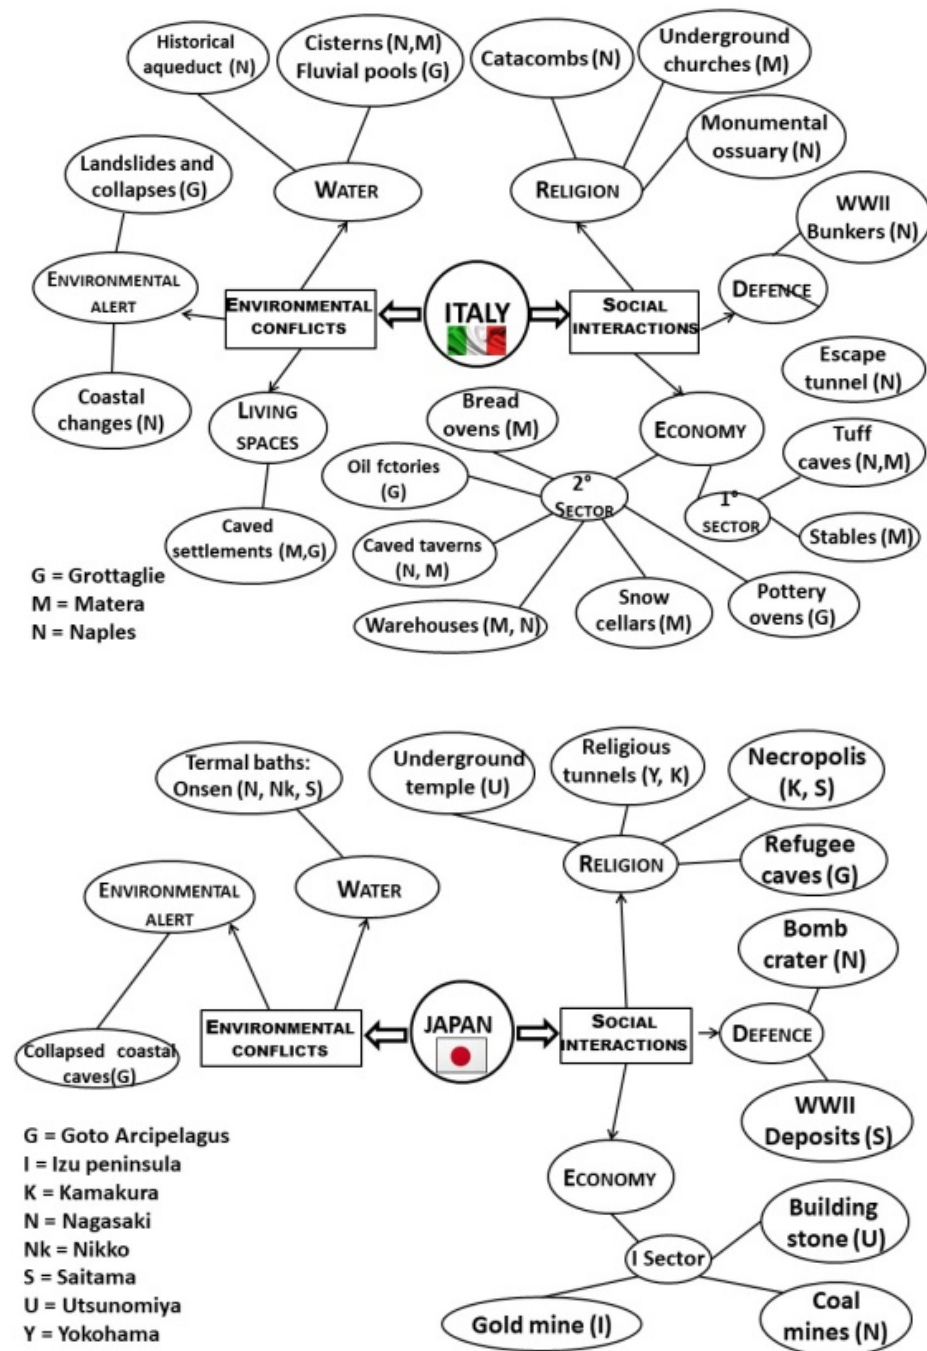 Historical
aqueduct (N)
Cisterns (N,M)
Fluvial pools (G)
Catacombs (N)
Underground
churches (M)
Monumental
ossuary (N)
Landslides and
collapses (G)
WATER
RELIGION
WWII
Bunkers (N)
ENVIRONMENTAL
ALERT
ENVIRONMENTAL
CONFLICTS
ITALY
SOCIAL
INTERACTIONS
DEFENCE
Escape
tunnel (N)
Coastal
changes (N)
LIVING
SPACES
Bread
ovens (M)
ECONOMY
Tuff
caves (N,M)
Oil fctories
(G)
2°
SECTOR
1°
SECTOR
Stables (M)
Caved
settlements (M,G)
Caved taverns
(N, M)
Warehouses (M, N)
Snow
cellars (M)
Pottery
ovens (G)
G = Grottaglie
M = Matera
N = Naples
Termal baths:
Onsen (N, Nk, S)
Underground
temple (U)
Religious
tunnels (Y, K)
Necropolis
(K, S)
ENVIRONMENTAL
ALERT
WATER
RELIGION
Refugee
caves (G)
Bomb
crater (N)
Collapsed coastal
caves(G)
ENVIRONMENTAL
CONFLICTS
JAPAN
SOCIAL
INTERACTIONS
DEFENCE
WWII
Deposits (S)
ECONOMY
Building
stone (U)
I Sector
Gold mine (I)
Coal
mines (N)
G = Goto Arcipelagus
I = Izu peninsula
K = Kamakura
N = Nagasaki
Nk = Nikko
S = Saitama
U = Utsunomiya
Y = Yokohama